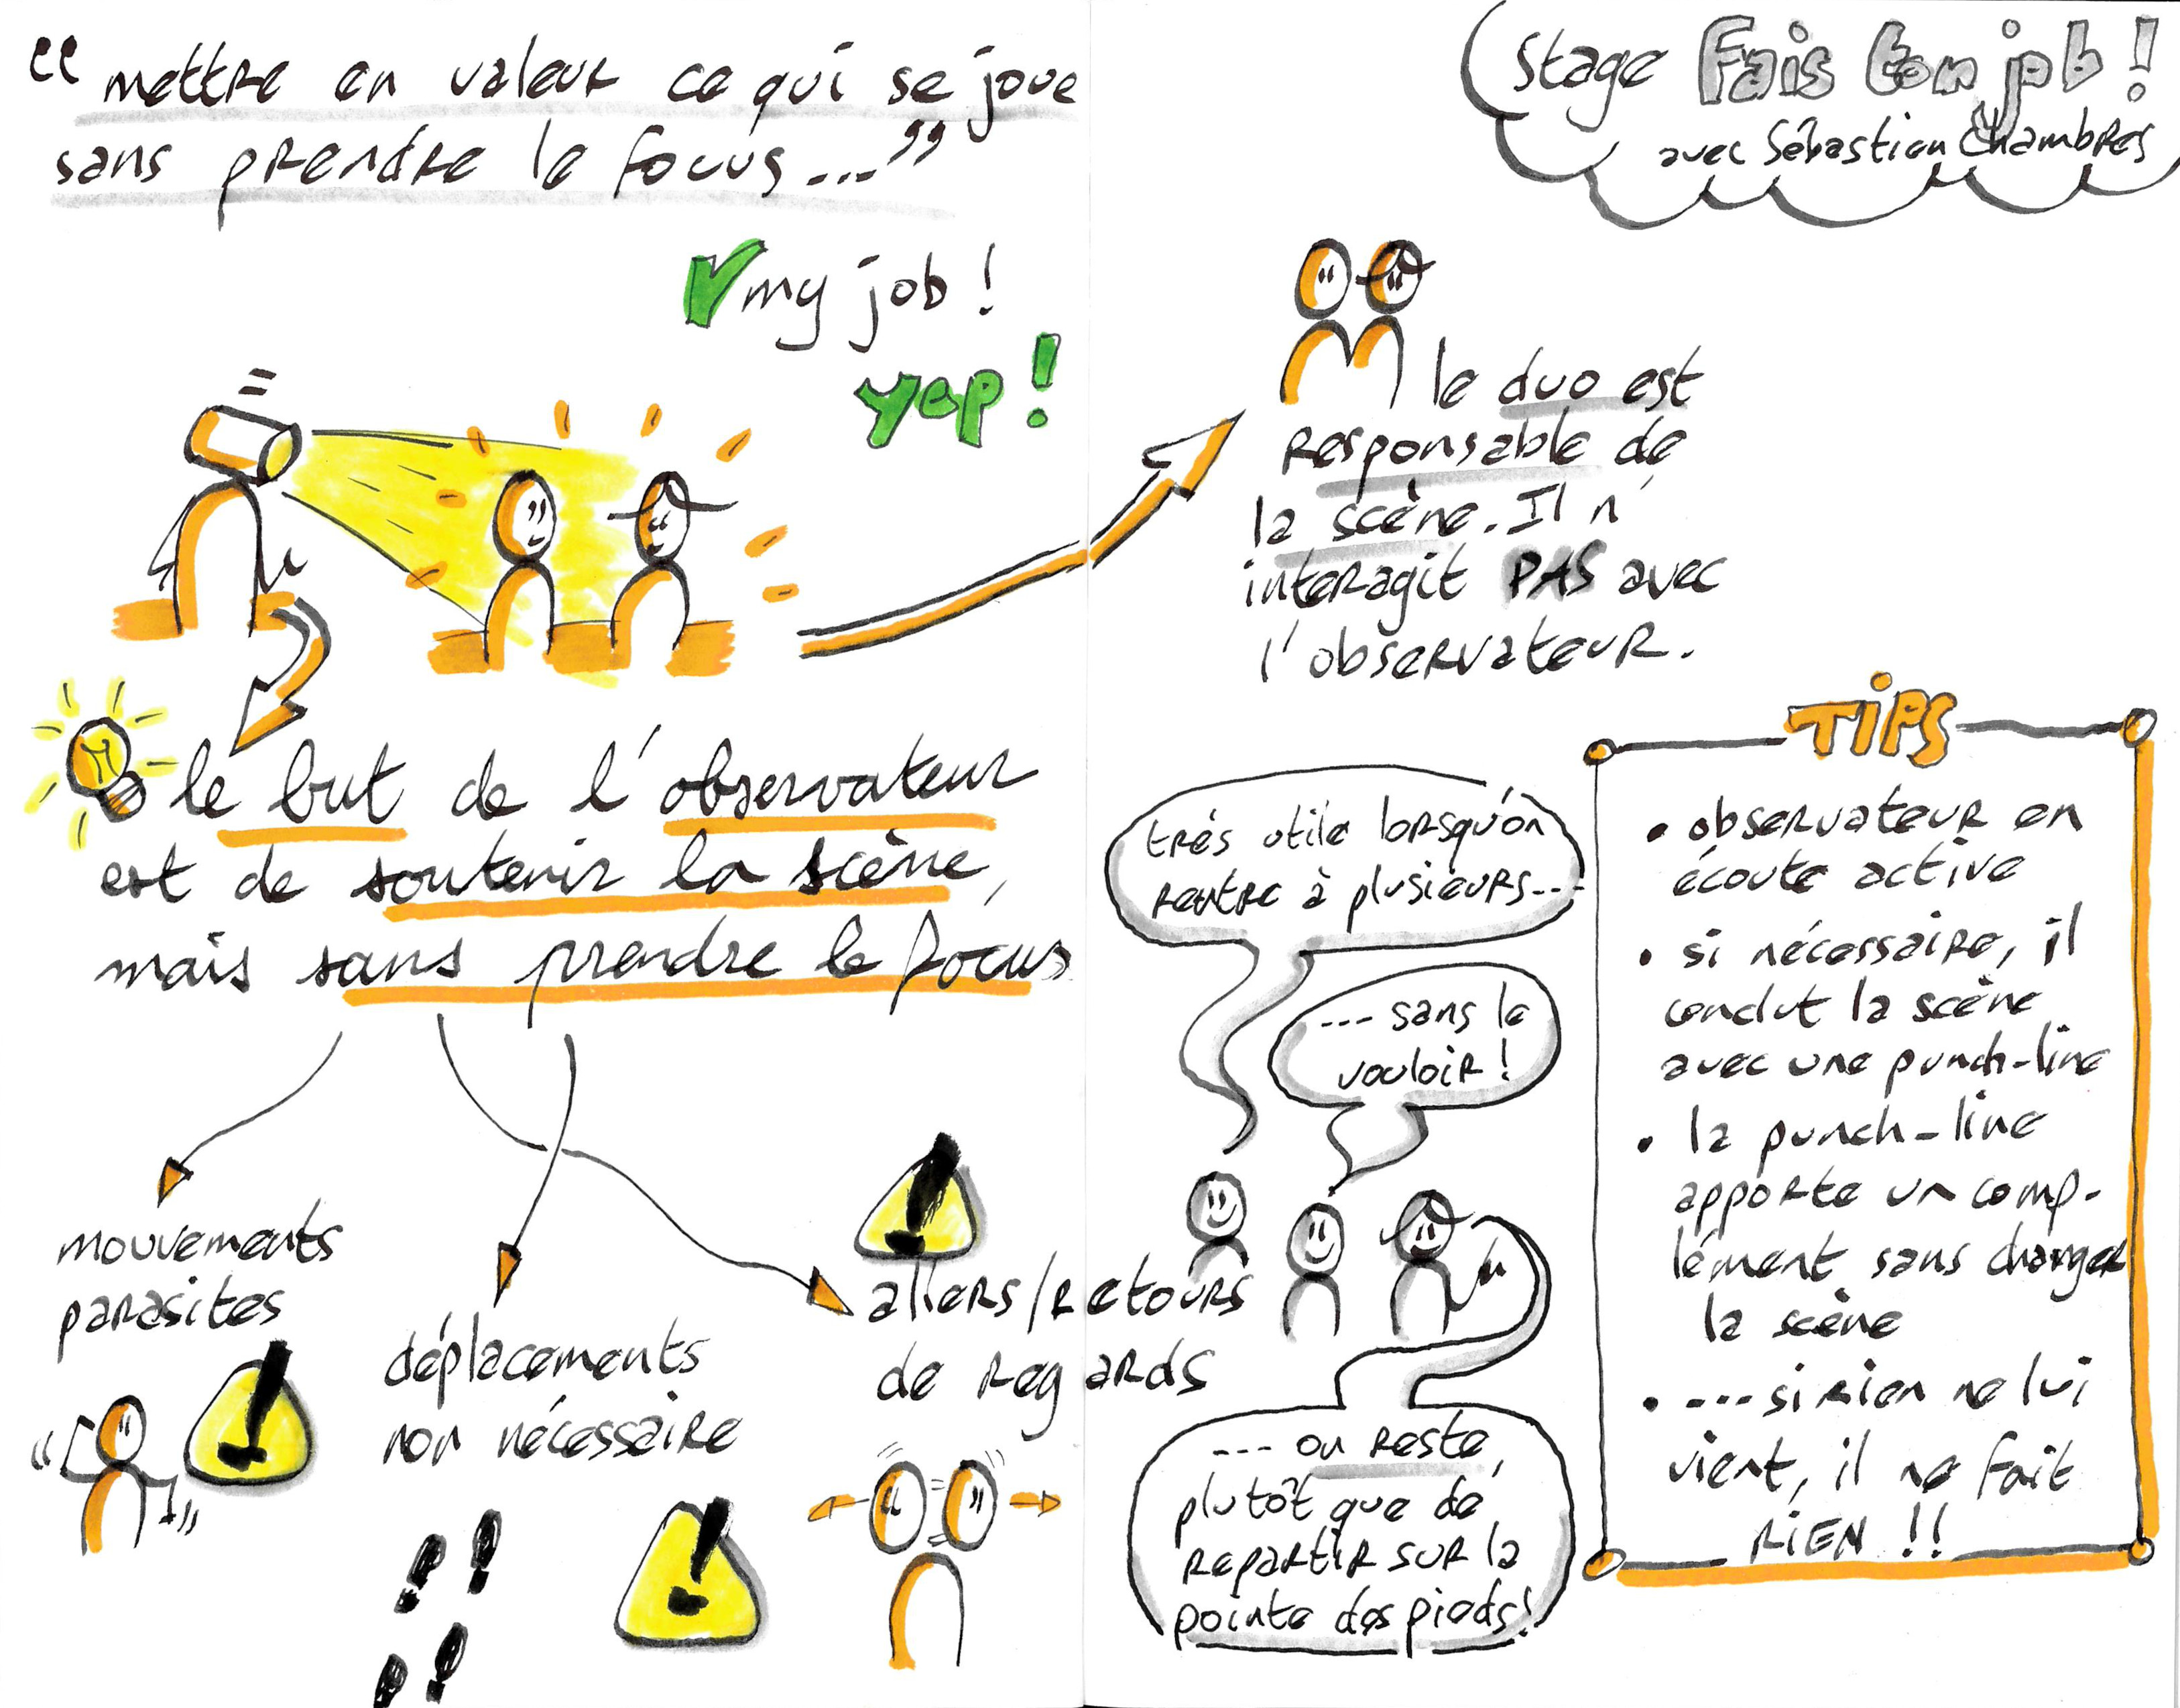 “ mettre en valeur ce qui se joue
sans prendre le focus...”
my job !
yep !
le but de l'observateur
est de soutenir la scène,
mais sans prendre le focus
mouvements
parasites
déplacements
non nécessaire
allers/retours
de regards
Stage Fais ton job !
avec Sébastien Chambres
le duo est
responsable de
la scène. Il n'
interagit PAS avec
l'observateur.
très utile lorsqu'on
rentre à plusieurs...
... sans le
vouloir !
... on reste,
plutôt que de
repartir sur la
pointe des pieds !
TiPS
• observateur en
écoute active
• si nécessaire, il
conclut la scène
avec une punch-line
• la punch-line
apporte un comp-
lément sans changer
la scène
• ... si rien ne lui
vient, il ne fait
RiEN !!